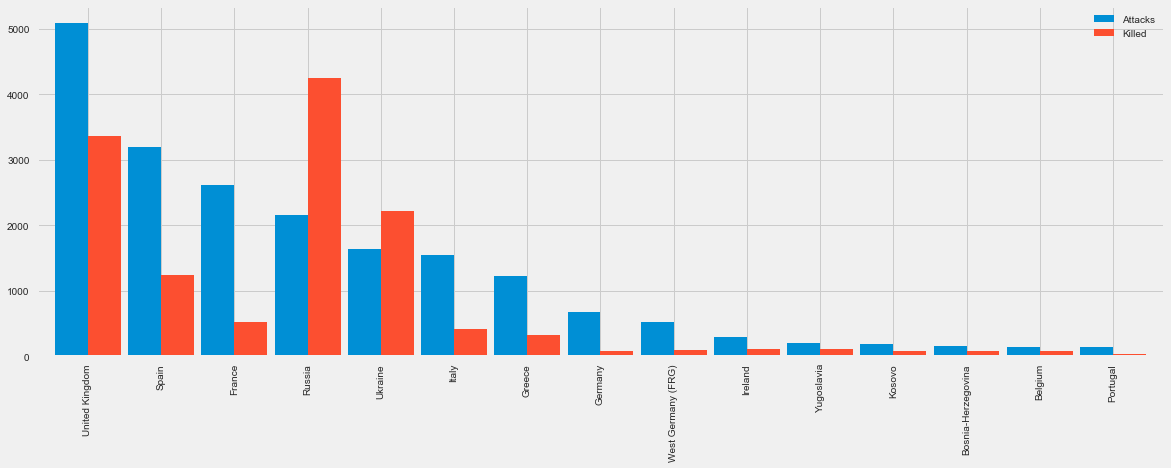 Attacks
Killed
5000
4000
3000
2000
1000
0
United Kingdom
Spain
France
Russia
Ukraine
Italy
Greece
Germany
West Germany (FRG)
Ireland
Yugoslavia
Kosovo
Bosnia-Herzegovina
Belgium
Portugal